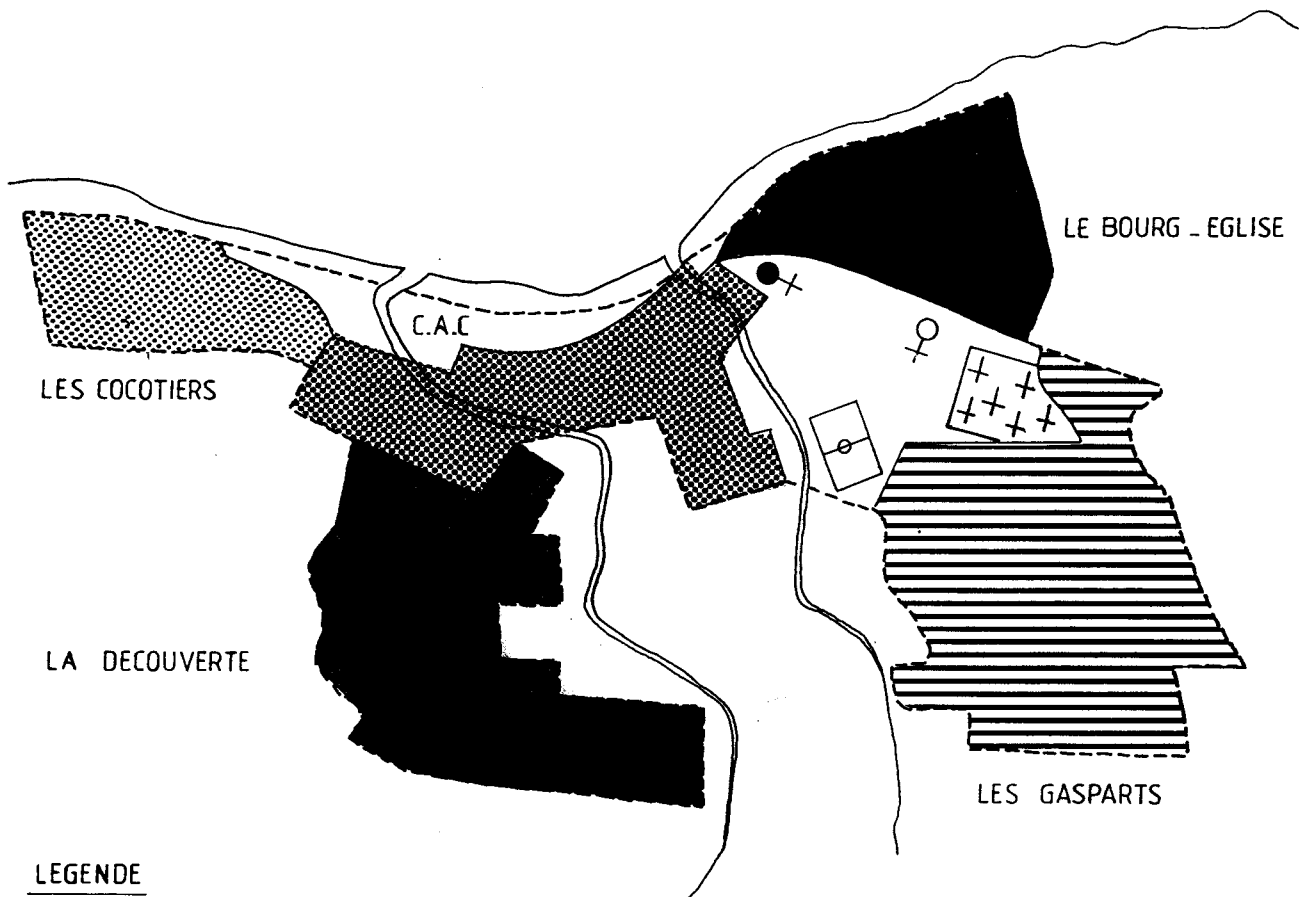 LE BOURG _ EGLISE
C.A.C
LES COCOTIERS
LA DECOUVERTE
LES GASPARTS
LEGENDE